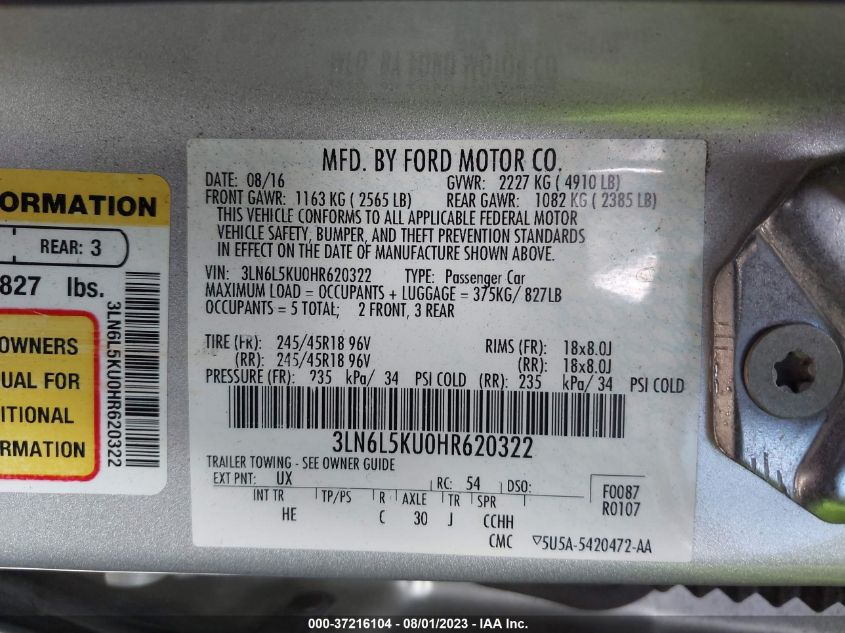 MFD. BY FORD MOTOR CO.
DATE: 08/16 GVWR: 2227 KG ( 4910 LB)
FRONT GAWR: 1163 KG ( 2565 LB) REAR GAWR: 1082 KG ( 2385 LB)
THIS VEHICLE CONFORMS TO ALL APPLICABLE FEDERAL MOTOR
VEHICLE SAFETY, BUMPER, AND THEFT PREVENTION STANDARDS
IN EFFECT ON THE DATE OF MANUFACTURE SHOWN ABOVE.
VIN: 3LN6L5KU0HR620322 TYPE: Passenger Car
MAXIMUM LOAD = OCCUPANTS + LUGGAGE = 375KG/ 827LB
OCCUPANTS = 5 TOTAL; 2 FRONT, 3 REAR
TIRE (FR): 245/45R18 96V RIMS (FR): 18x8.0J
(RR): 245/45R18 96V (RR): 18x8.0J
PRESSURE (FR): 235 kPa/ 34 PSI COLD (RR): 235 kPa/ 34 PSI COLD
3LN6L5KU0HR620322
TRAILER TOWING - SEE OWNER GUIDE
EXT PNT: UX RC: 54 DSO:
INT TR TP/PS R AXLE TR SPR
HE C 30 J CCHH
CMC ▽5U5A-5420472-AA
F0087
R0107
ORMATION
REAR: 3
827 lbs.
3LN6L5KU0HR620322
OWNERS
UAL FOR
ITIONAL
ORMATION
000-37216104 - 08/01/2023 - IAA Inc.